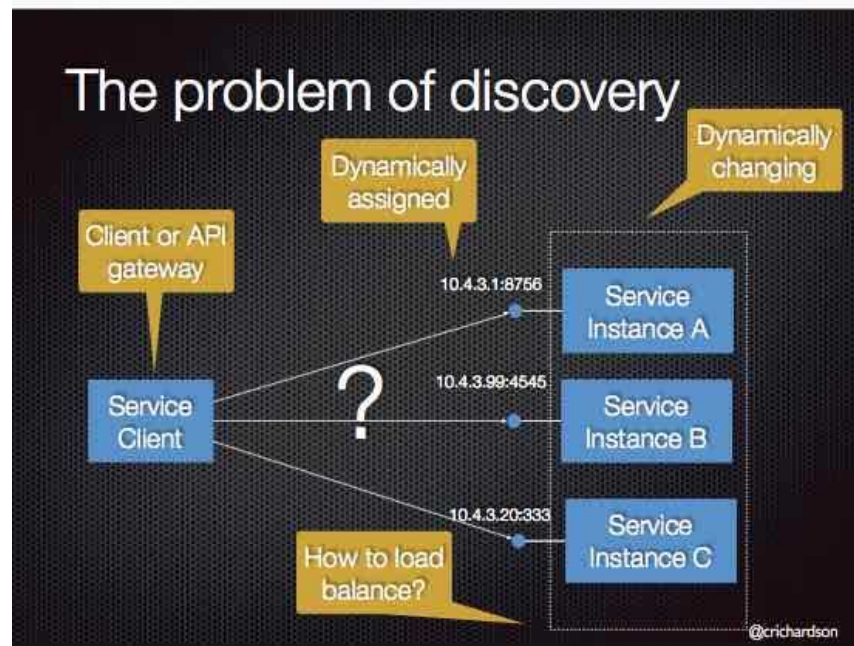 The problem of discovery
Dynamically
changing
Dynamically
assigned
Client or API
gateway
10.4.3.1:8756
Service
Instance A
?
10.4.3.99:4545
Service
Client
Service
Instance B
10.4.3.20:333
Service
Instance C
How to load
balance?
@crichardson